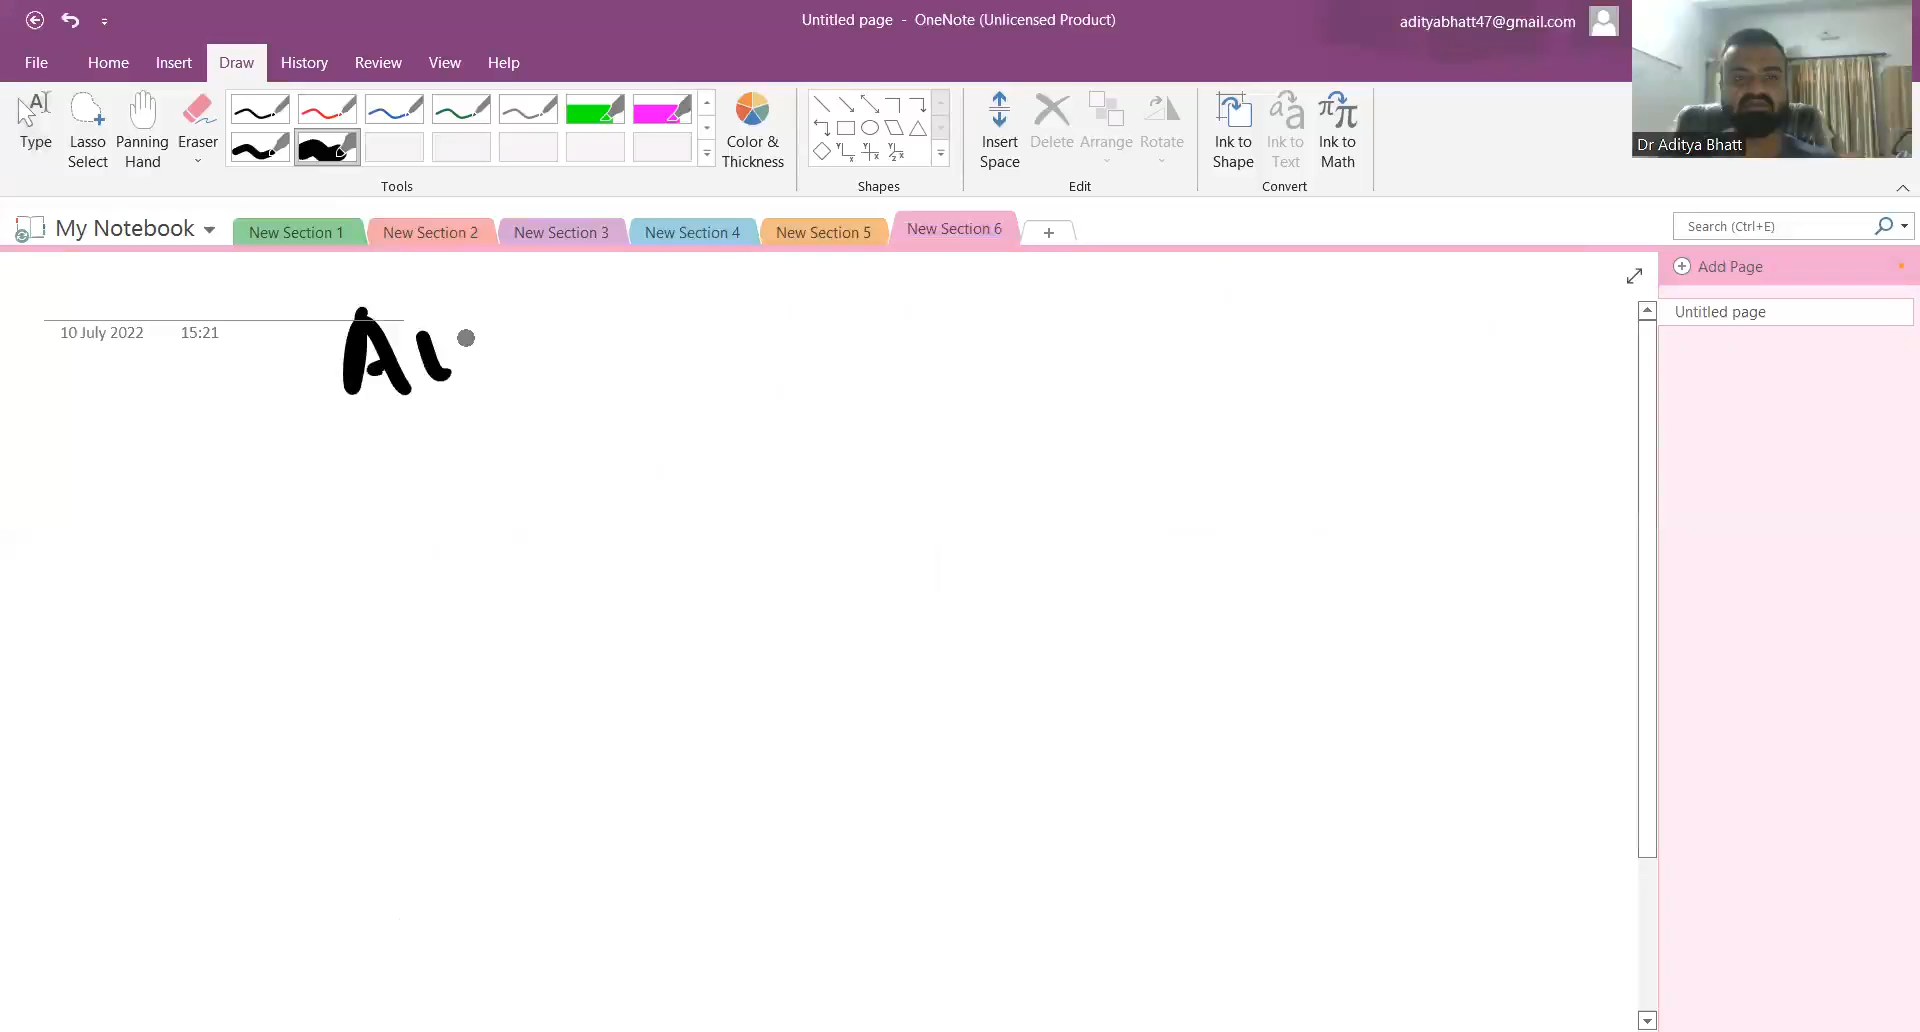 Untitled page - OneNote (Unlicensed Product)
adityabhatt47@gmail.com
File Home Insert Draw History Review View Help
Type
Lasso Select
Panning Hand
Eraser
Color & Thickness
Insert Space
Delete
Arrange
Rotate
Ink to Shape
Ink to Text
Ink to Math
Dr Aditya Bhatt
Tools Shapes Edit Convert
My Notebook New Section 1 New Section 2 New Section 3 New Section 4 New Section 5 New Section 6
Search (Ctrl+E)
Add Page
Untitled page
10 July 2022 15:21